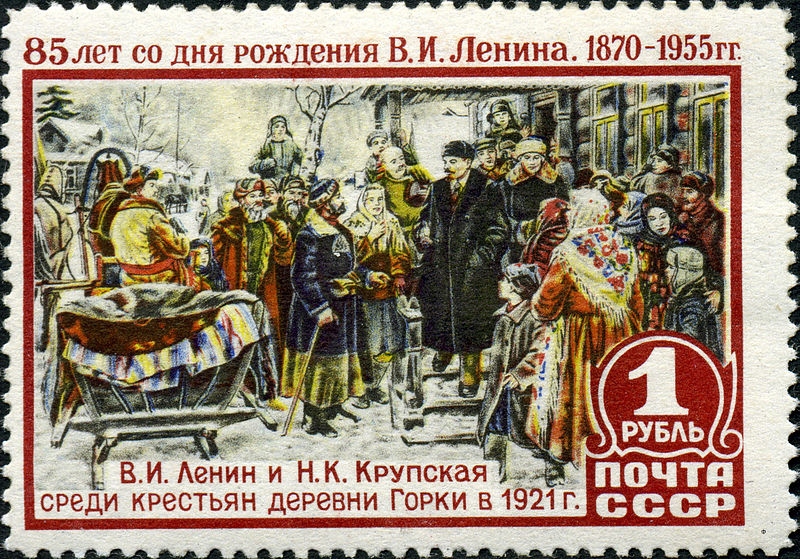 85 лет со дня рождения В.И. Ленина. 1870-1955гг.
1
РУБЛЬ
ПОЧТА
СССР
В.И. Ленин и Н.К. Крупская
среди крестьян деревни Горки в 1921 г.